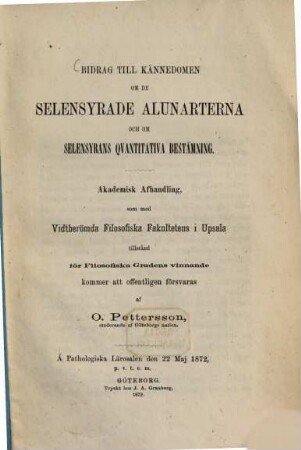 BIDRAG TILL KÄNNEDOMEN
OM DE
SELENSYRADE ALUNARTERNA
OCH OM
SELENSYRANS QVANTITATIVA BESTÄMNING.
Akademisk Afhandling,
som med
Vidtberömda Filosofiska Fakultetens i Upsala
tillstånd
för Filosofiska Gradens vinnande
kommer att offentligen försvaras
af
O. Pettersson,
studerande af Göteborgs nation.
Å Pathologiska Lärosalen den 22 Maj 1872,
p. v. t. e. m.
GÖTEBORG.
Tryckt hos J. A. Granberg,
1872.